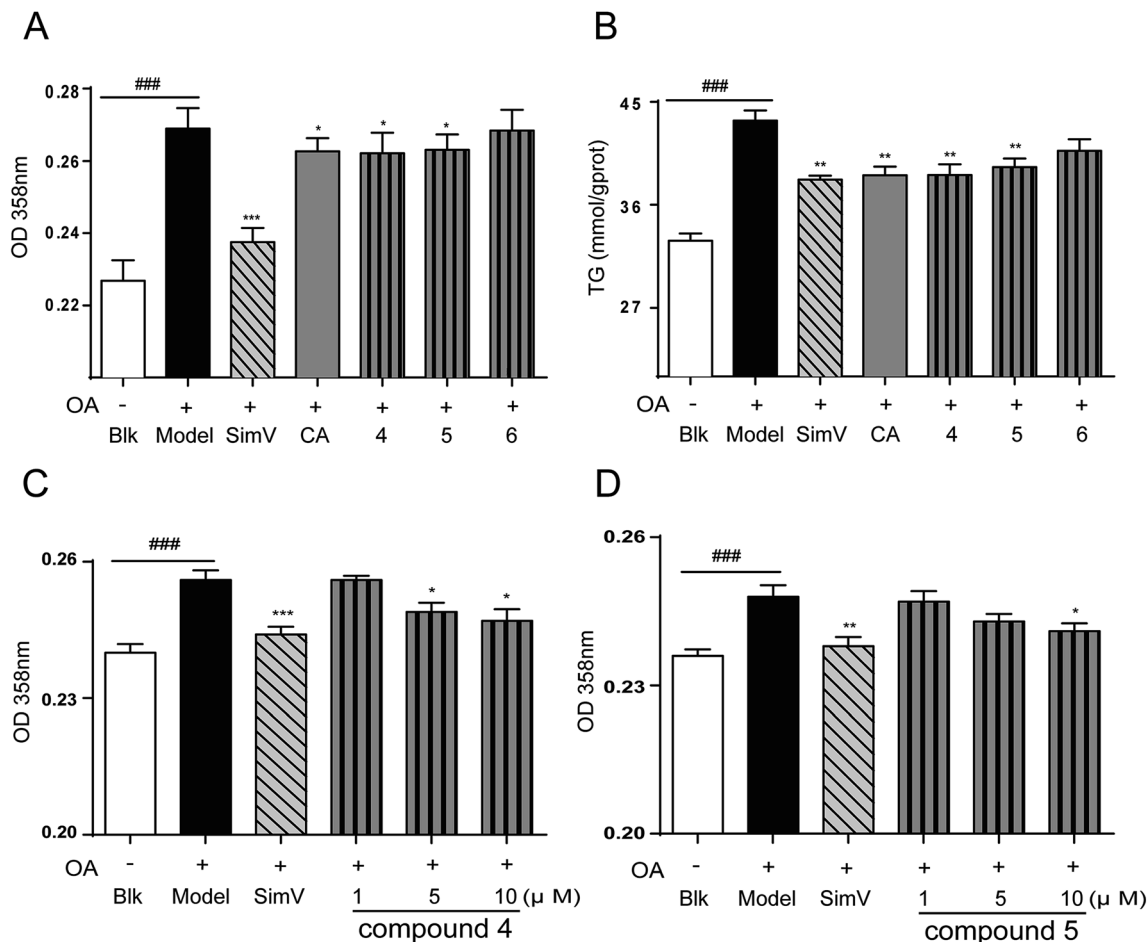 A
###
0.28
0.26
0.24
0.22
OD 358nm
*** * * *
OA - + + + + + +
Blk Model SimV CA 4 5 6
B
###
45
36
27
TG (mmol/gprot)
** ** ** **
OA - + + + + + +
Blk Model SimV CA 4 5 6
C
###
0.26
0.23
0.20
OD 358nm
*** * *
OA - + + + + +
Blk Model SimV 1 5 10 (μ M)
compound 4
D
###
0.26
0.23
0.20
OD 358nm
** *
OA - + + + + +
Blk Model SimV 1 5 10 (μ M)
compound 5